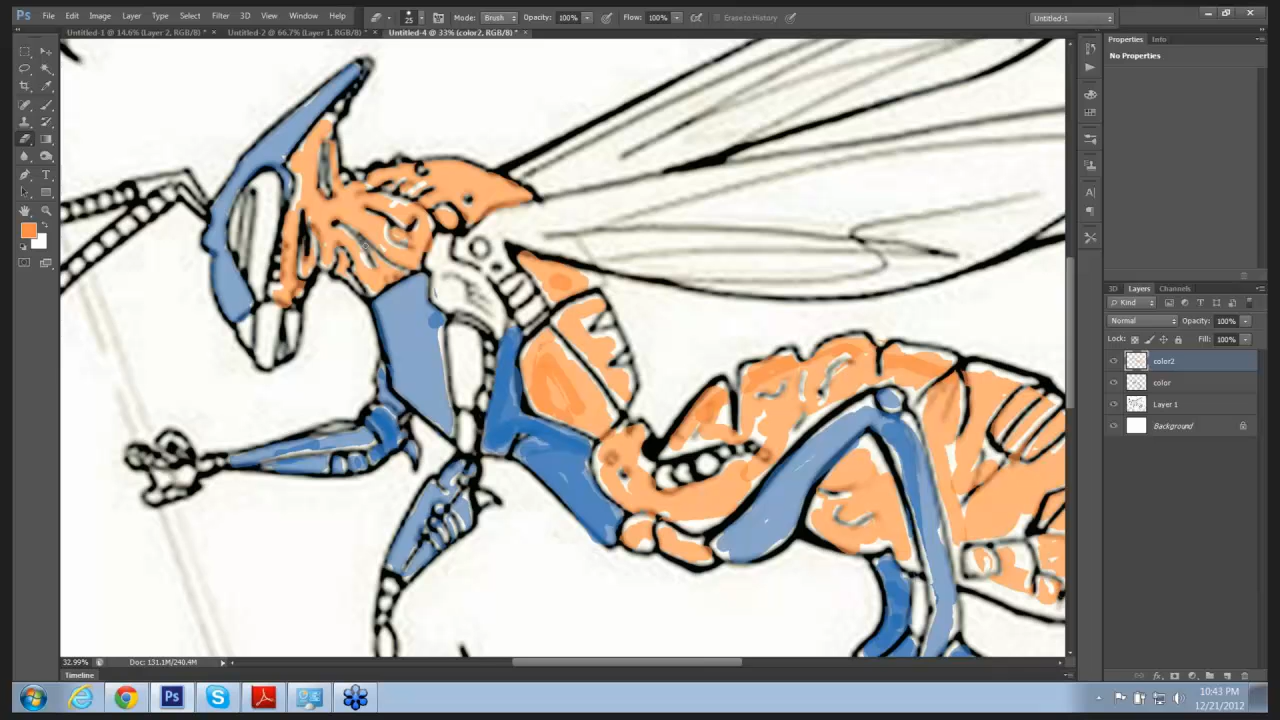 Ps File Edit Image Layer Type Select Filter 3D View Window Help
25 Mode: Brush Opacity: 100% Flow: 100% Erase to History Untitled-1
Untitled-1 @ 14.6% (Layer 2, RGB/8) * × Untitled-2 @ 66.7% (Layer 1, RGB/8) * × Untitled-4 @ 33% (color2, RGB/8) * ×
Properties Info
No Properties
3D Layers Channels
Kind
Normal Opacity: 100%
Lock: Fill: 100%
color2
color
Layer 1
Background
32.99% Doc: 131.1M/240.4M
Timeline
Ps
10:43 PM
12/21/2012